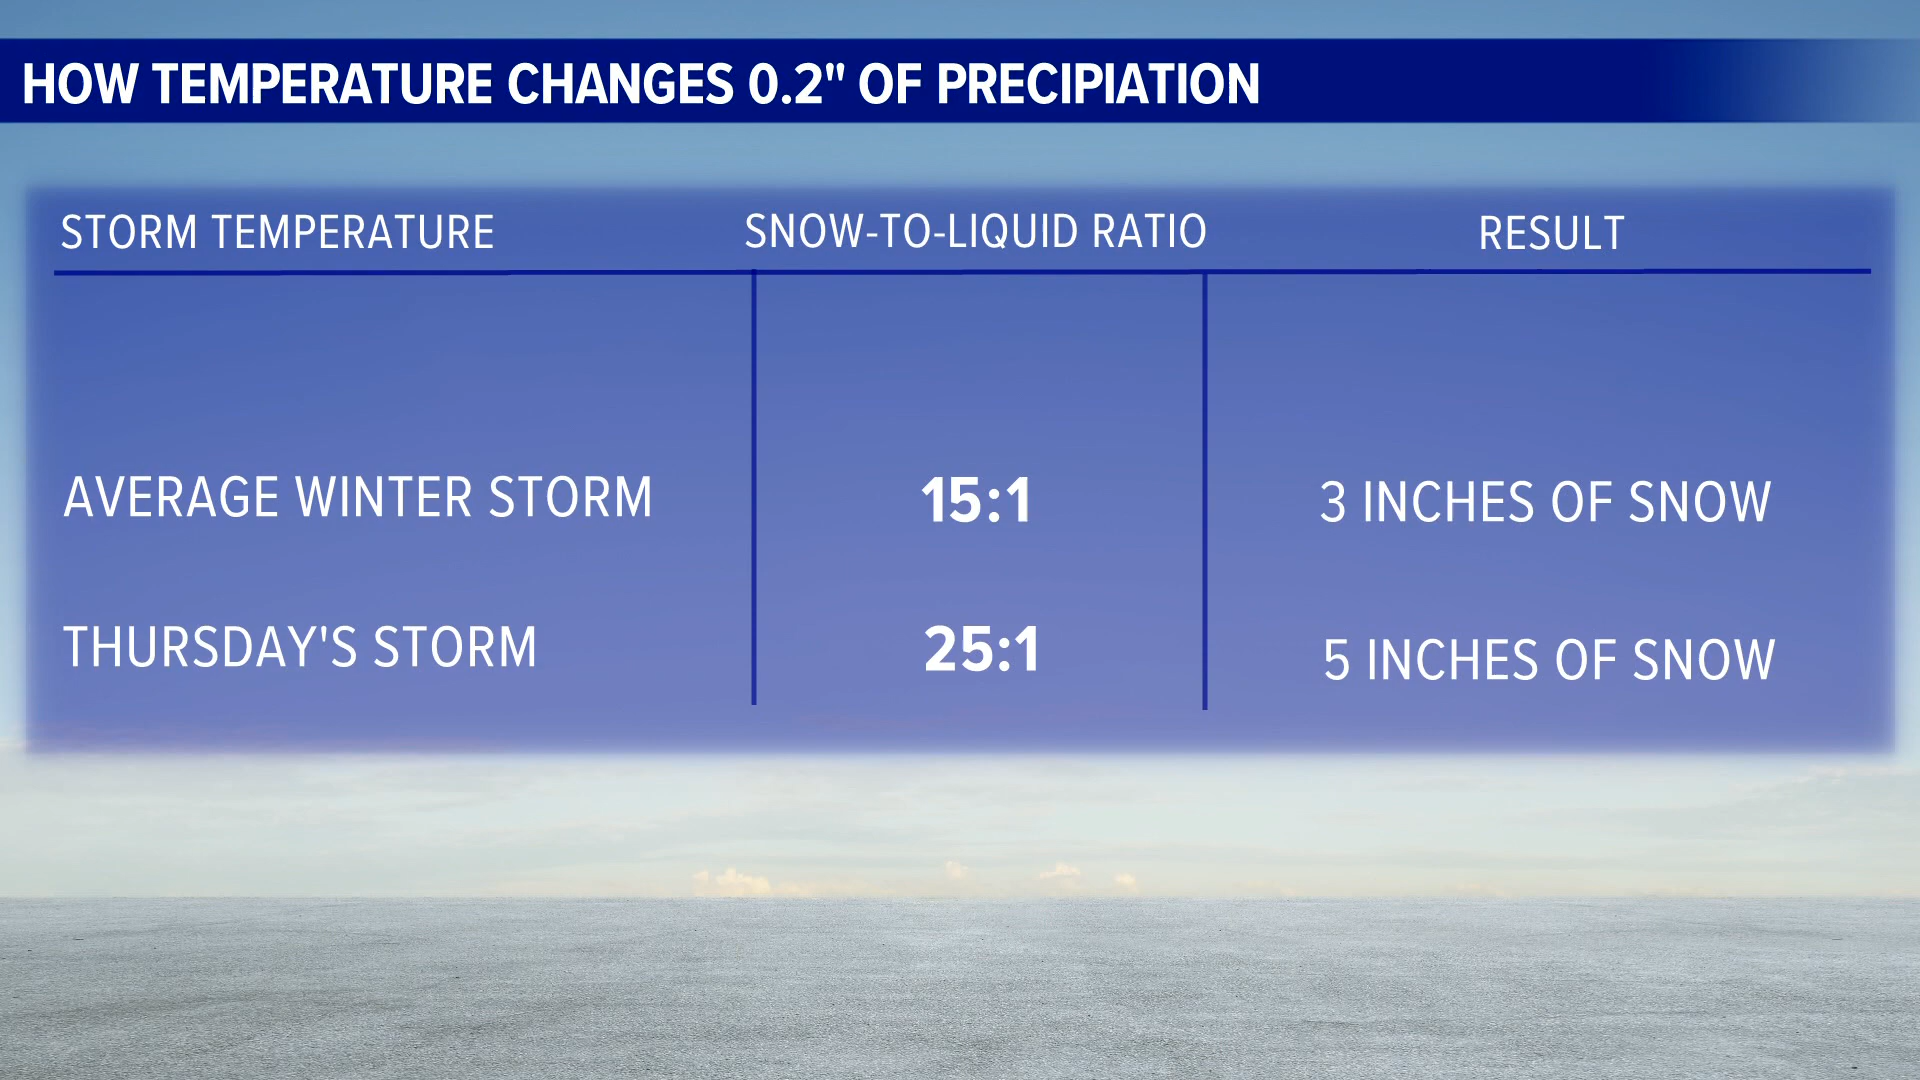 HOW TEMPERATURE CHANGES 0.2" OF PRECIPIATION
STORM TEMPERATURE SNOW-TO-LIQUID RATIO RESULT
AVERAGE WINTER STORM 15:1 3 INCHES OF SNOW
THURSDAY'S STORM 25:1 5 INCHES OF SNOW